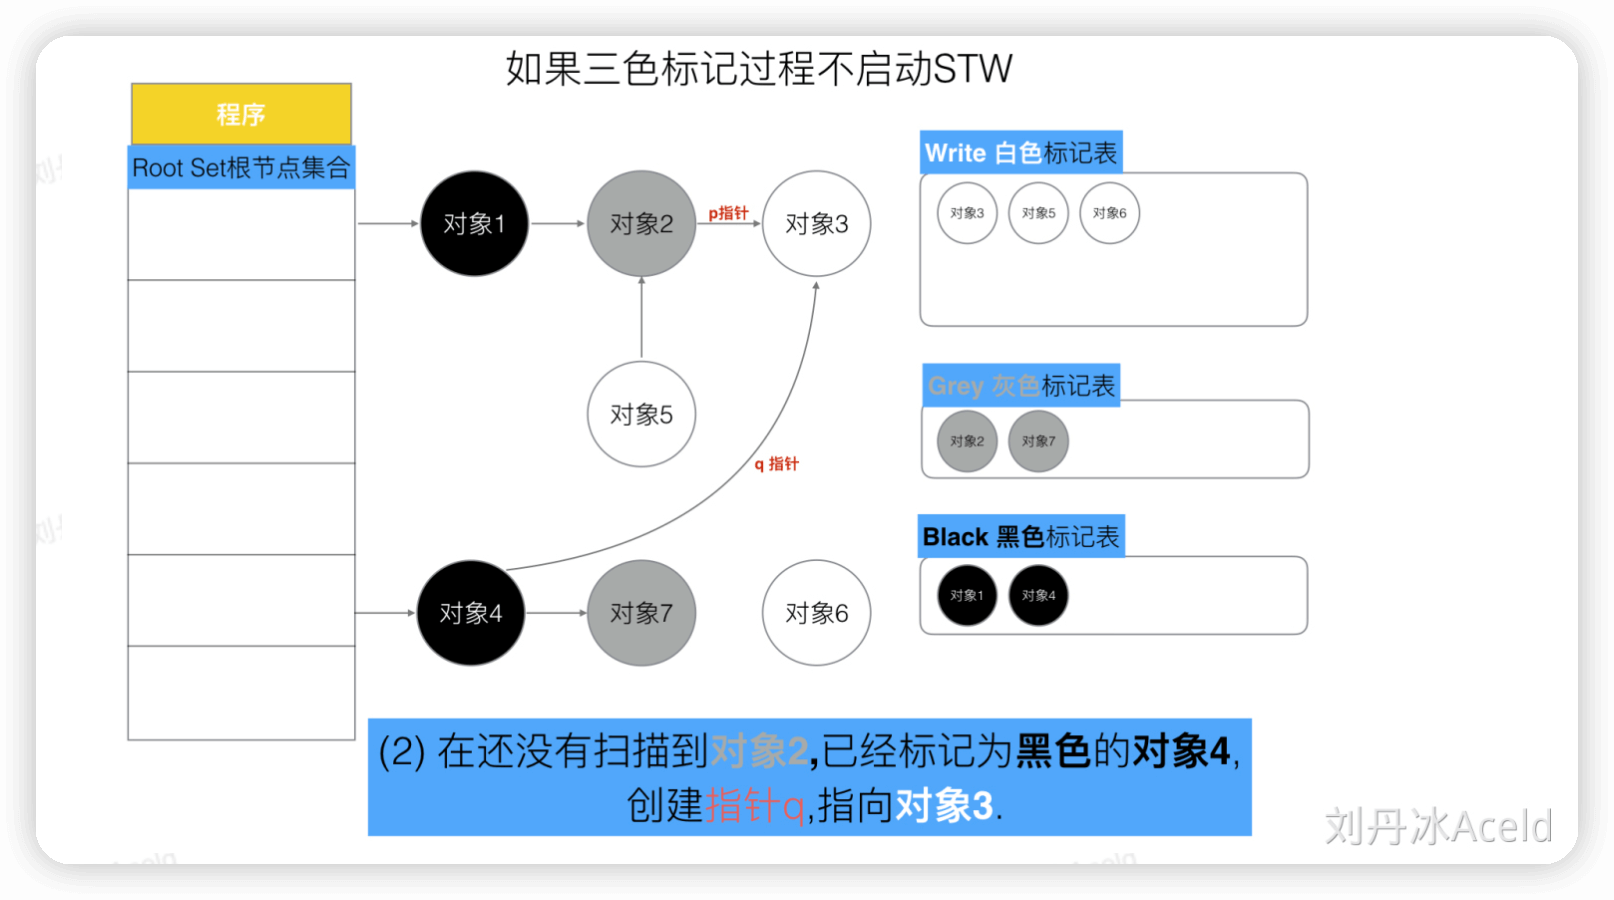 如果三色标记过程不启动STW
程序
Root Set根节点集合
对象1
对象2
p指针
对象3
对象5
q 指针
对象4
对象7
对象6
Write 白色标记表
对象3 对象5 对象6
Grey 灰色标记表
对象2 对象7
Black 黑色标记表
对象1 对象4
(2) 在还没有扫描到对象2,已经标记为黑色的对象4,
创建指针q,指向对象3.
刘丹冰Aceld